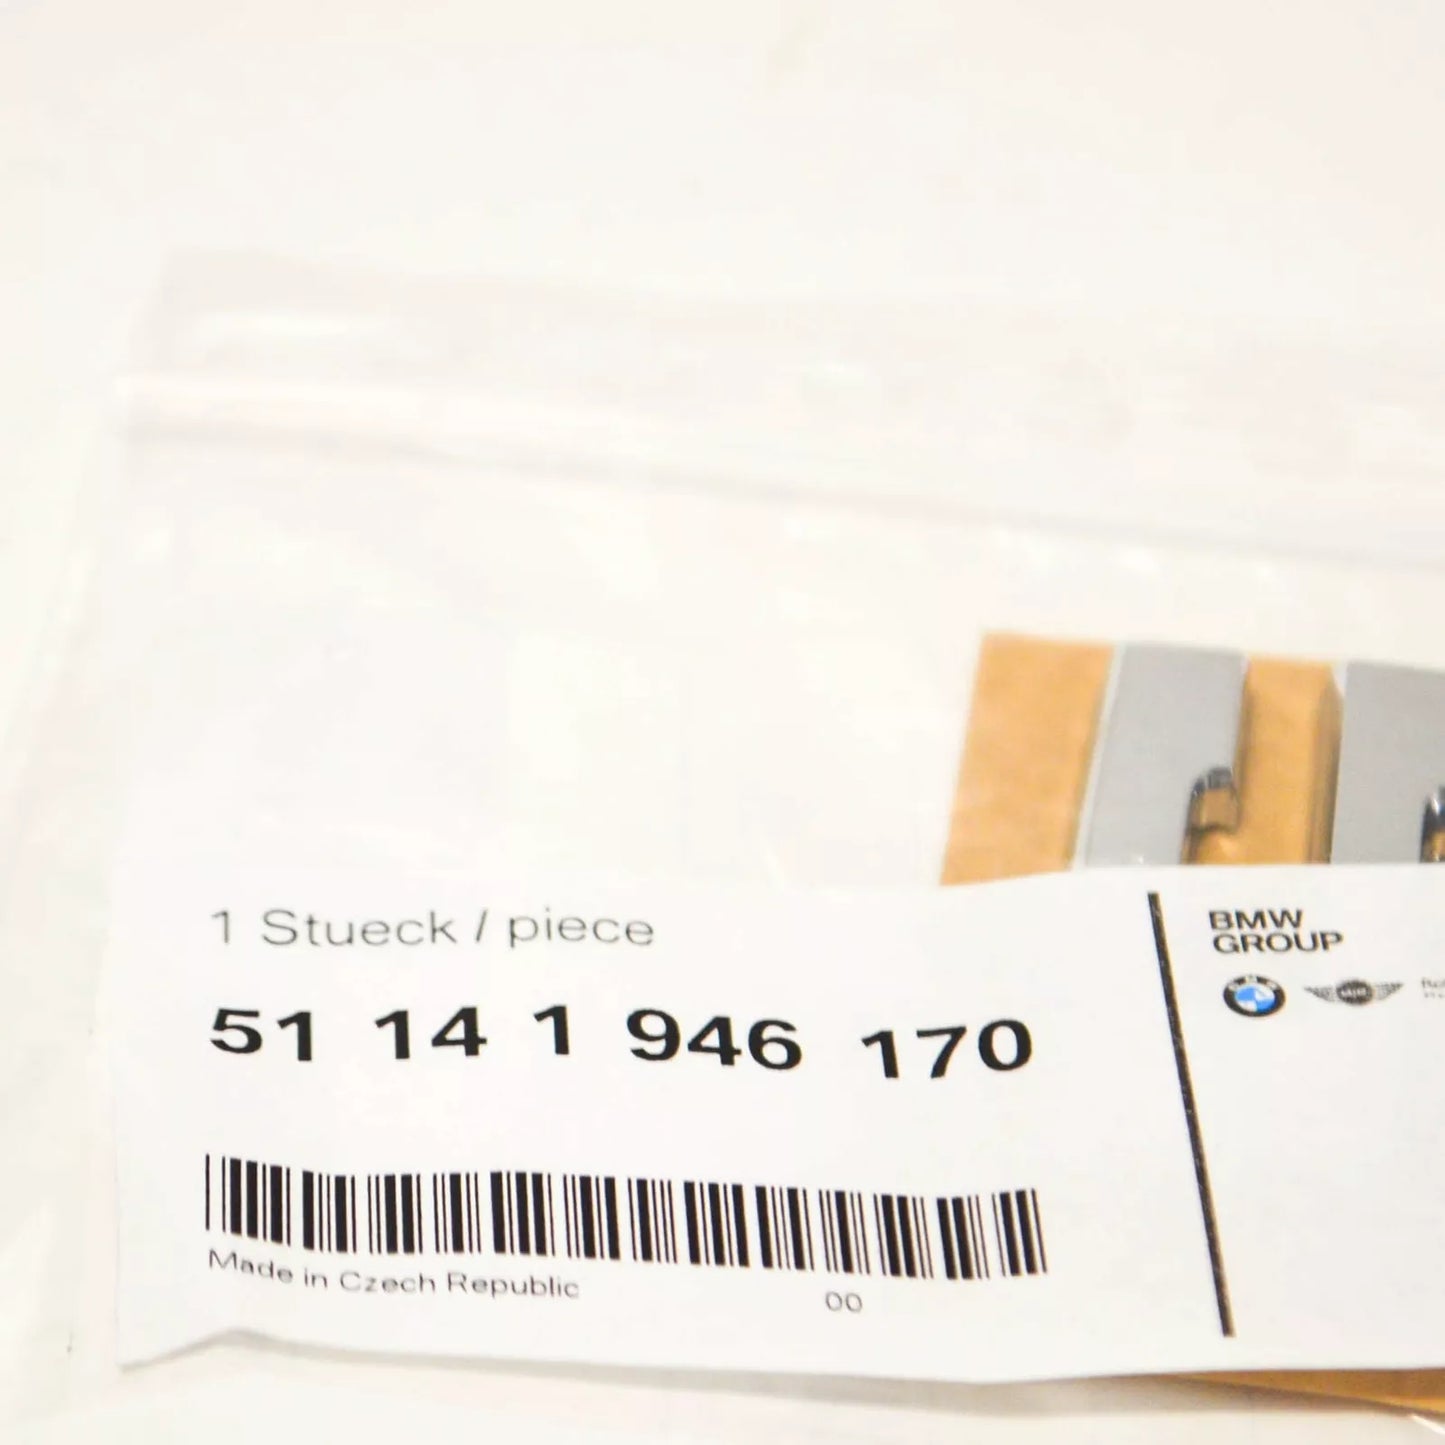 1 Stueck / piece
51 14 1 946 170
Made in Czech Republic
00
BMW
GROUP